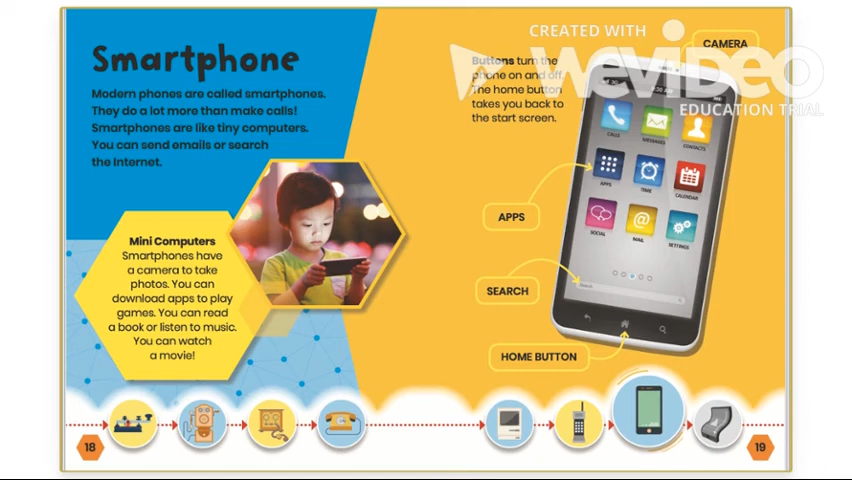 Smartphone
Modern phones are called smartphones.
They do a lot more than make calls!
Smartphones are like tiny computers.
You can send emails or search
the Internet.
Mini Computers
Smartphones have
a camera to take
photos. You can
download apps to play
games. You can read
a book or listen to music.
You can watch
a movie!
18
CREATED WITH
WeVideo
EDUCATION TRIAL
Buttons turn the
phone on and off.
The home button
takes you back to
the start screen.
CAMERA
CALLS
MESSAGES
CONTACTS
APPS
TIME
CALENDAR
SOCIAL
MAIL
SETTINGS
Search
APPS
SEARCH
HOME BUTTON
19